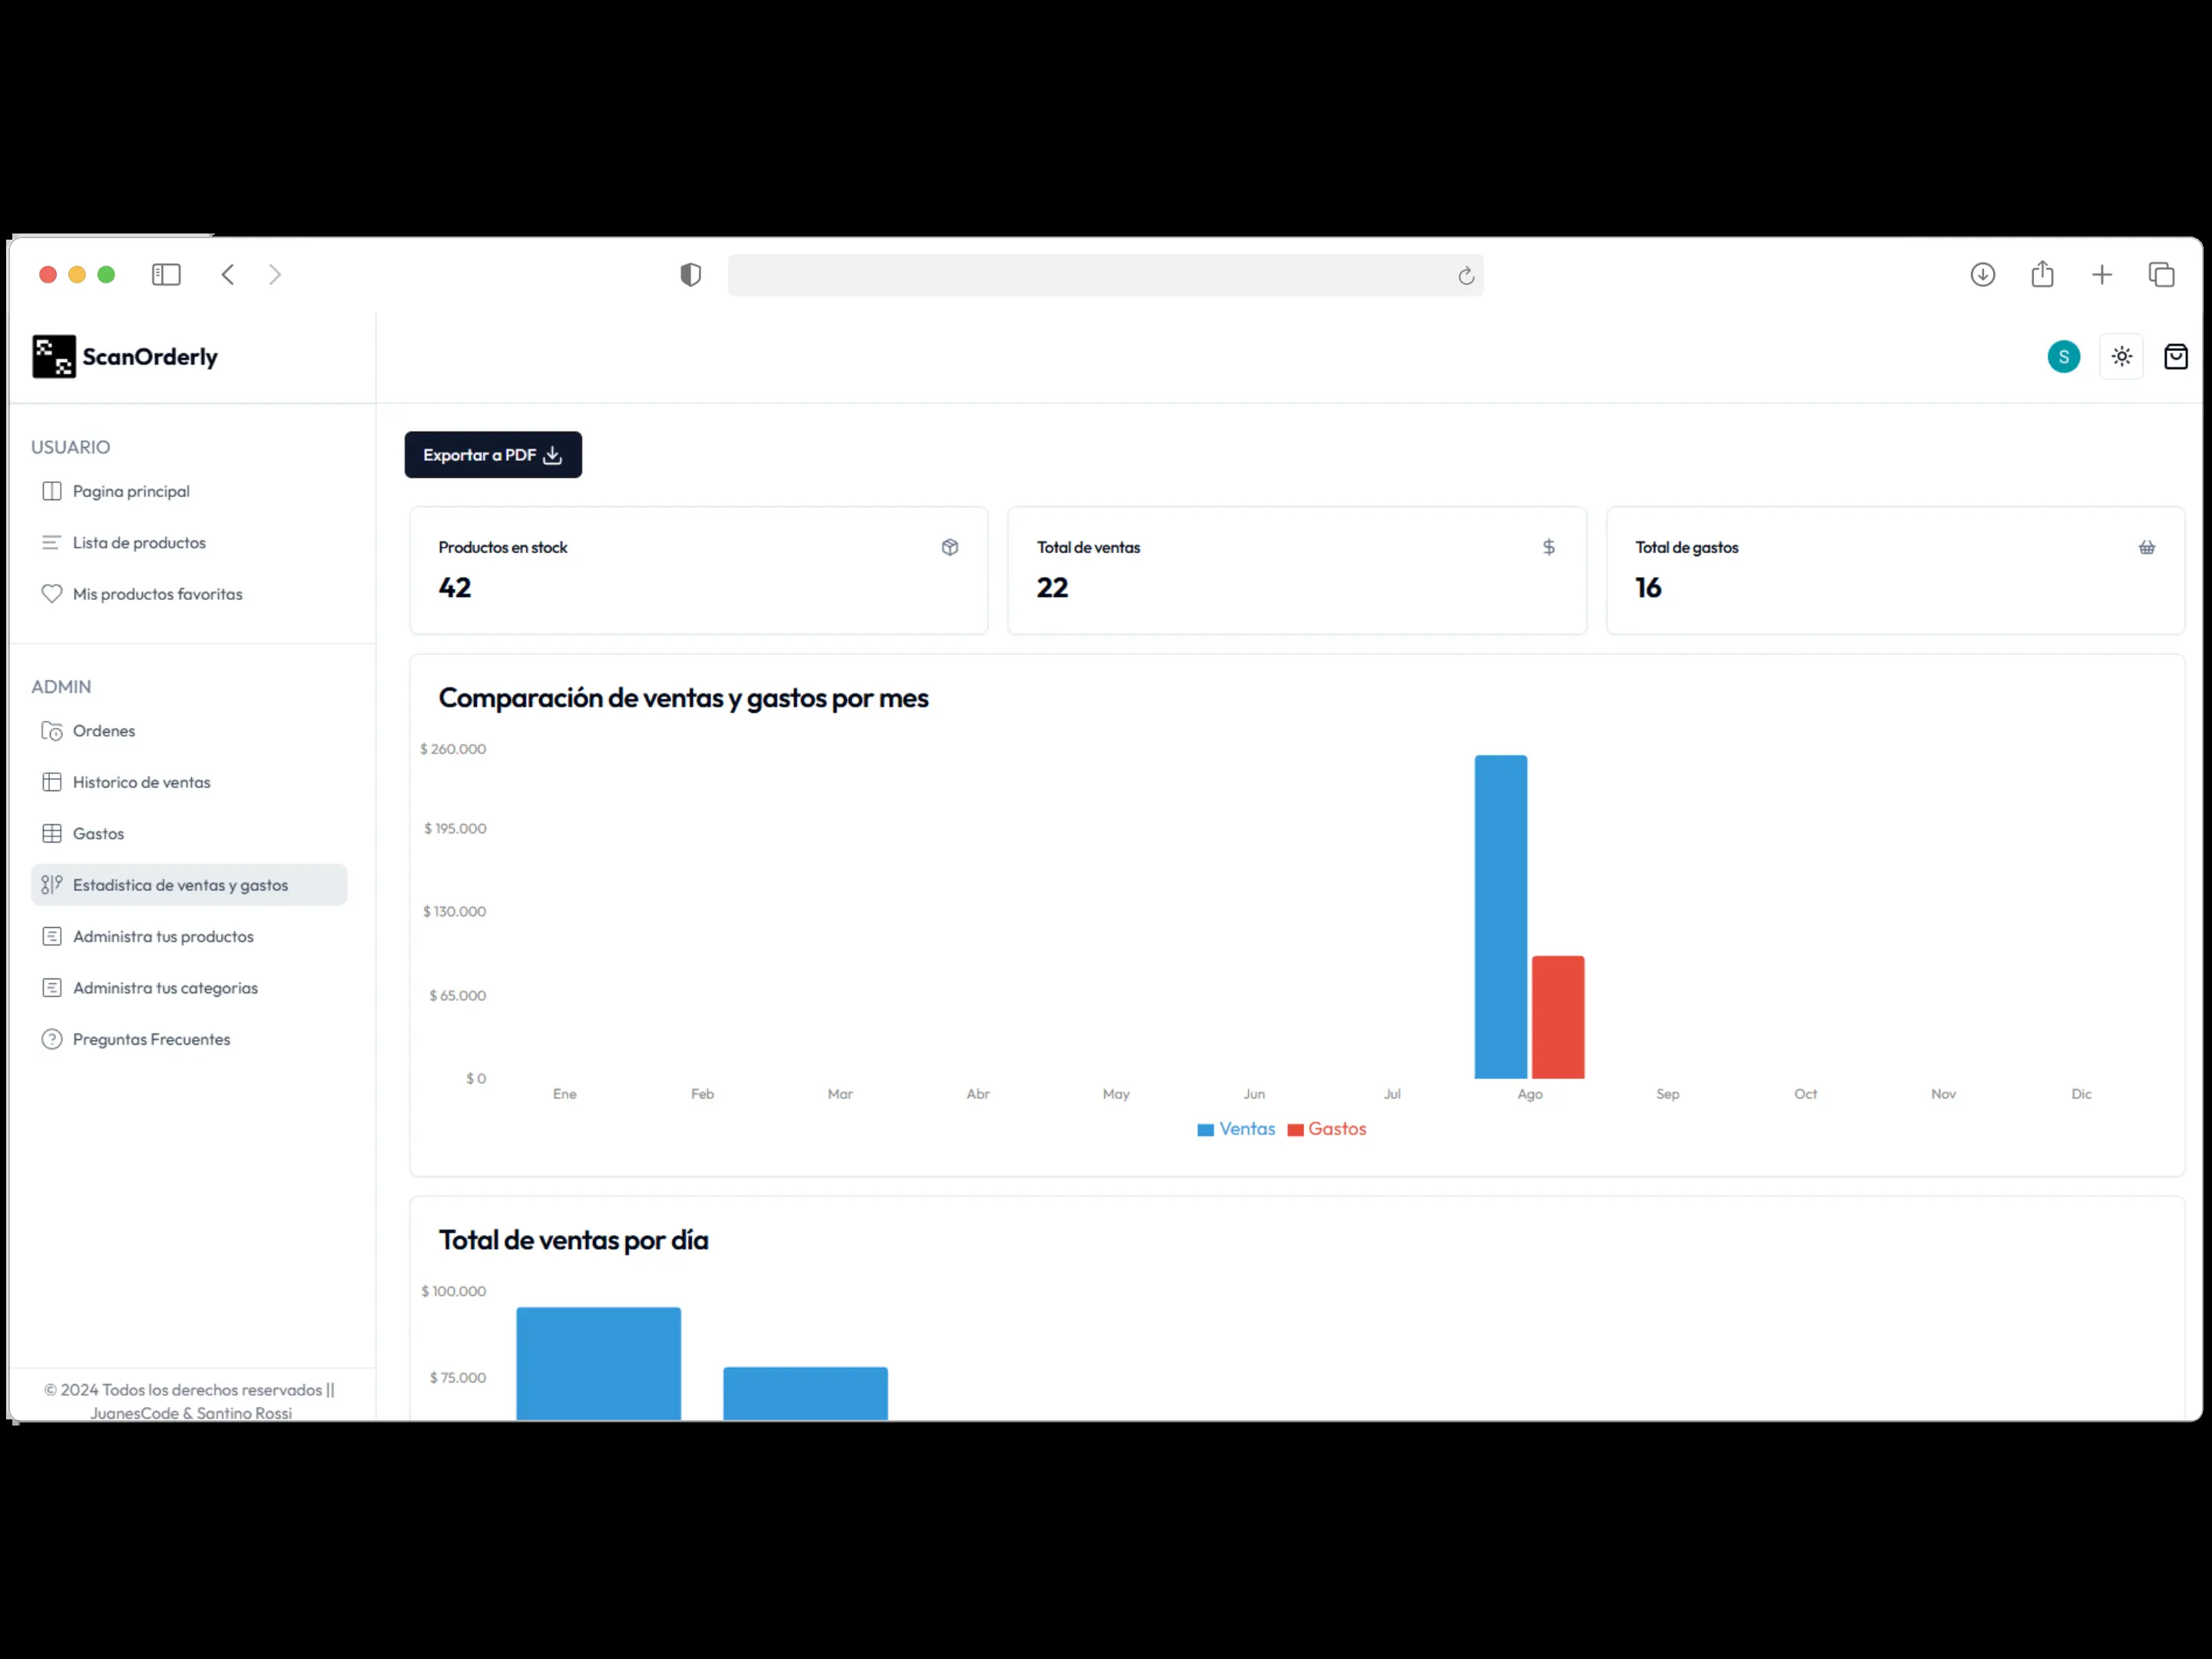 ScanOrderly
S
USUARIO
Pagina principal
Lista de productos
Mis productos favoritas
ADMIN
Ordenes
Historico de ventas
Gastos
Estadistica de ventas y gastos
Administra tus productos
Administra tus categorias
Preguntas Frecuentes
© 2024 Todos los derechos reservados ||
JuanesCode & Santino Rossi
Exportar a PDF
Productos en stock
42
Total de ventas
$
22
Total de gastos
16
Comparación de ventas y gastos por mes
$ 260.000
$ 195.000
$ 130.000
$ 65.000
$ 0
Ene Feb Mar Abr May Jun Jul Ago Sep Oct Nov Dic
Ventas Gastos
Total de ventas por día
$ 100.000
$ 75.000